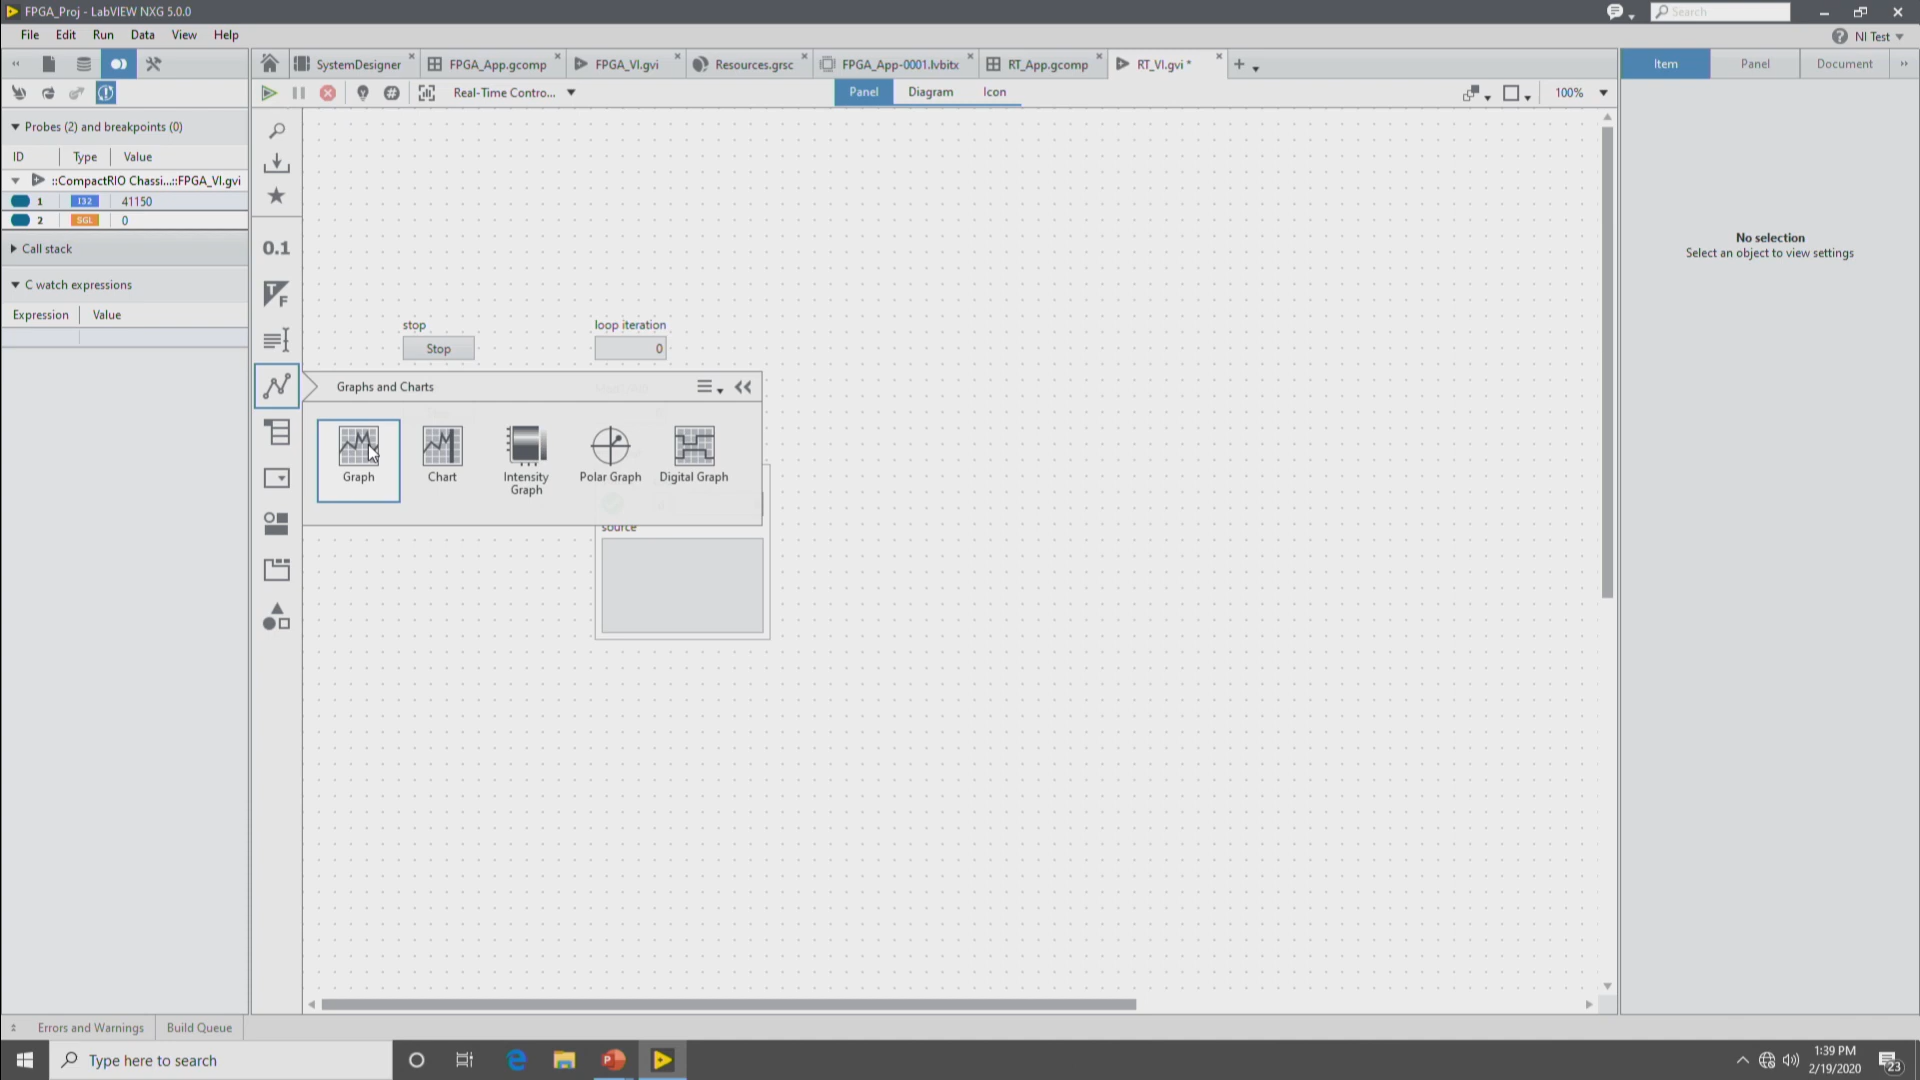 FPGA_Proj - LabVIEW NXG 5.0.0
Search
File Edit Run Data View Help
NI Test
SystemDesigner FPGA_App.gcomp FPGA_VI.gvi Resources.grsc FPGA_App-0001.lvbitx RT_App.gcomp RT_VI.gvi *
Item Panel Document
Real-Time Contro...
Panel Diagram Icon
100%
Probes (2) and breakpoints (0)
ID Type Value
::CompactRIO Chassi...::FPGA_VI.gvi
1 I32 41150
2 SGL 0
Call stack
C watch expressions
Expression Value
0.1
T F
No selection
Select an object to view settings
stop
Stop
loop iteration
0
Graphs and Charts
Graph
Chart
Intensity
Graph
Polar Graph
Digital Graph
source
Errors and Warnings Build Queue
Type here to search
1:39 PM
2/19/2020
23